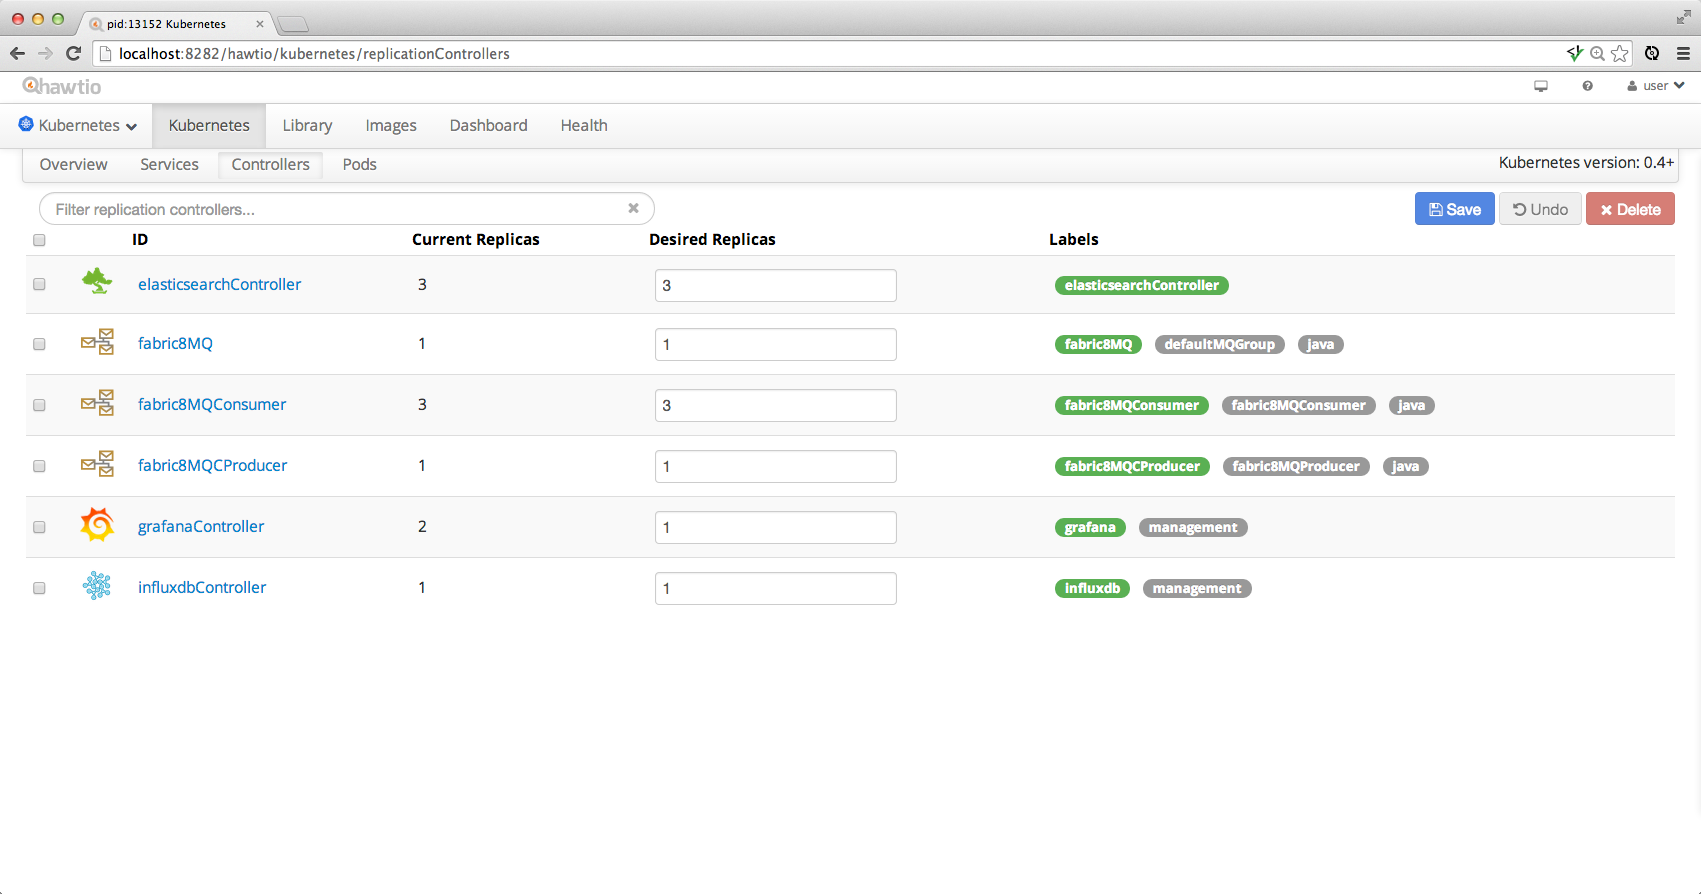 pid:13152 Kubernetes
localhost:8282/hawtio/kubernetes/replicationControllers
hawtio
user
Kubernetes Kubernetes Library Images Dashboard Health
Overview Services Controllers Pods Kubernetes version: 0.4+
Filter replication controllers... Save Undo Delete
ID Current Replicas Desired Replicas Labels
elasticsearchController 3 3 elasticsearchController
fabric8MQ 1 1 fabric8MQ defaultMQGroup java
fabric8MQConsumer 3 3 fabric8MQConsumer fabric8MQConsumer java
fabric8MQCProducer 1 1 fabric8MQCProducer fabric8MQProducer java
grafanaController 2 1 grafana management
influxdbController 1 1 influxdb management